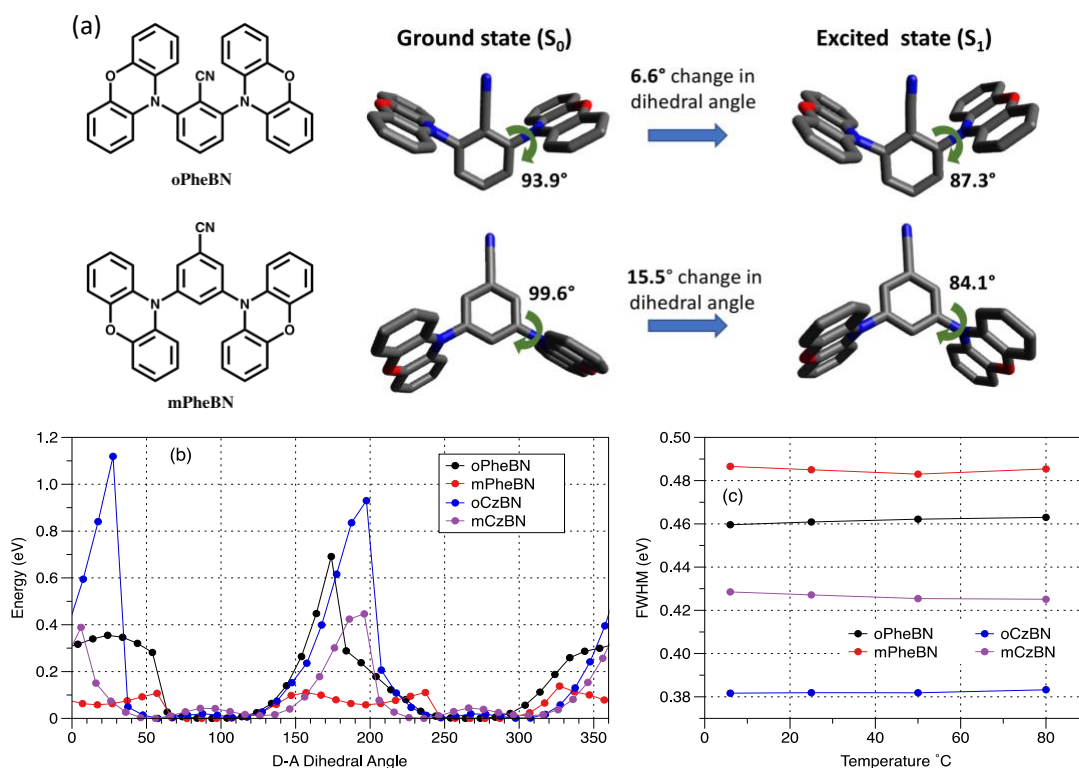 (a)
Ground state (S0)
Excited state (S1)
O
N
CN
N
O
oPheBN
93.9°
6.6° change in
dihedral angle
87.3°
CN
N
N
O
O
mPheBN
99.6°
15.5° change in
dihedral angle
84.1°
(b)
Energy (eV)
1.2
1.0
0.8
0.6
0.4
0.2
0
0
50
100
150
200
250
300
350
D-A Dihedral Angle
oPheBN
mPheBN
oCzBN
mCzBN
(c)
FWHM (eV)
0.50
0.48
0.46
0.44
0.42
0.40
0.38
0
20
40
60
80
Temperature ˚C
oPheBN
mPheBN
oCzBN
mCzBN